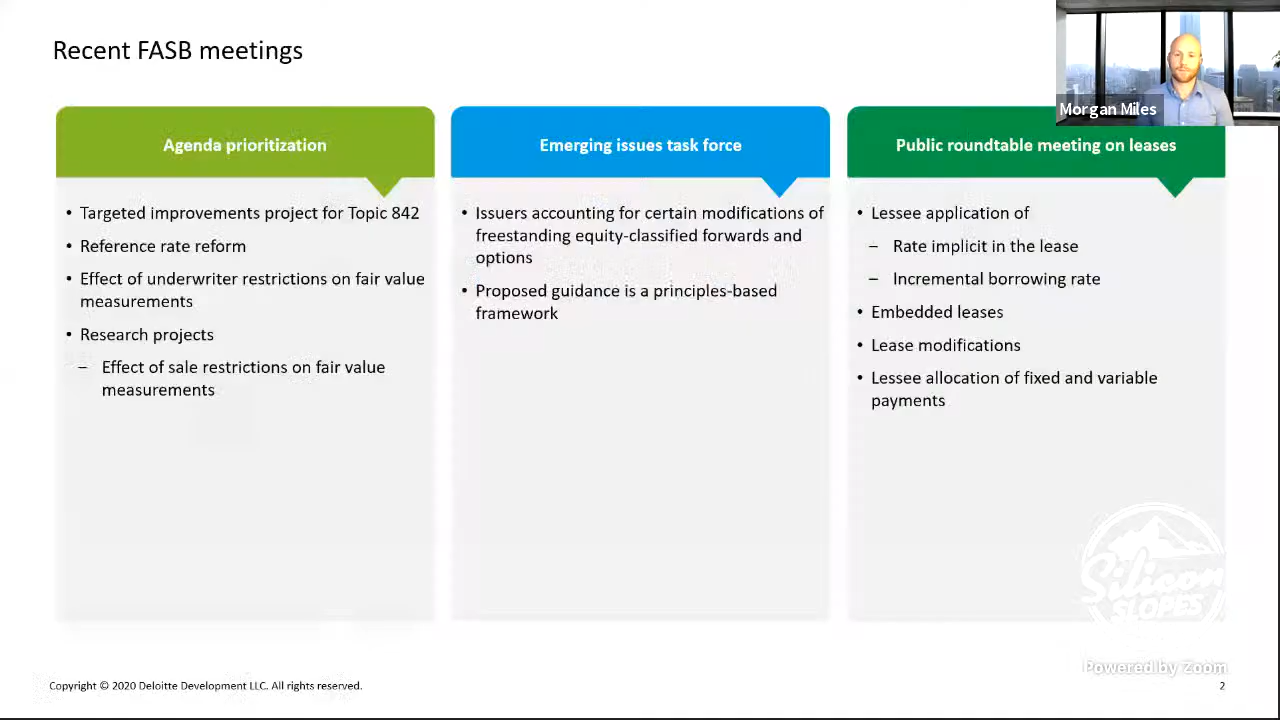 Recent FASB meetings
Morgan Miles
Agenda prioritization
• Targeted improvements project for Topic 842
• Reference rate reform
• Effect of underwriter restrictions on fair value
measurements
• Research projects
– Effect of sale restrictions on fair value
measurements
Emerging issues task force
• Issuers accounting for certain modifications of
freestanding equity-classified forwards and
options
• Proposed guidance is a principles-based
framework
Public roundtable meeting on leases
• Lessee application of
– Rate implicit in the lease
– Incremental borrowing rate
• Embedded leases
• Lease modifications
• Lessee allocation of fixed and variable
payments
Silicon
SLOPES
Powered by Zoom
Copyright © 2020 Deloitte Development LLC. All rights reserved.
2